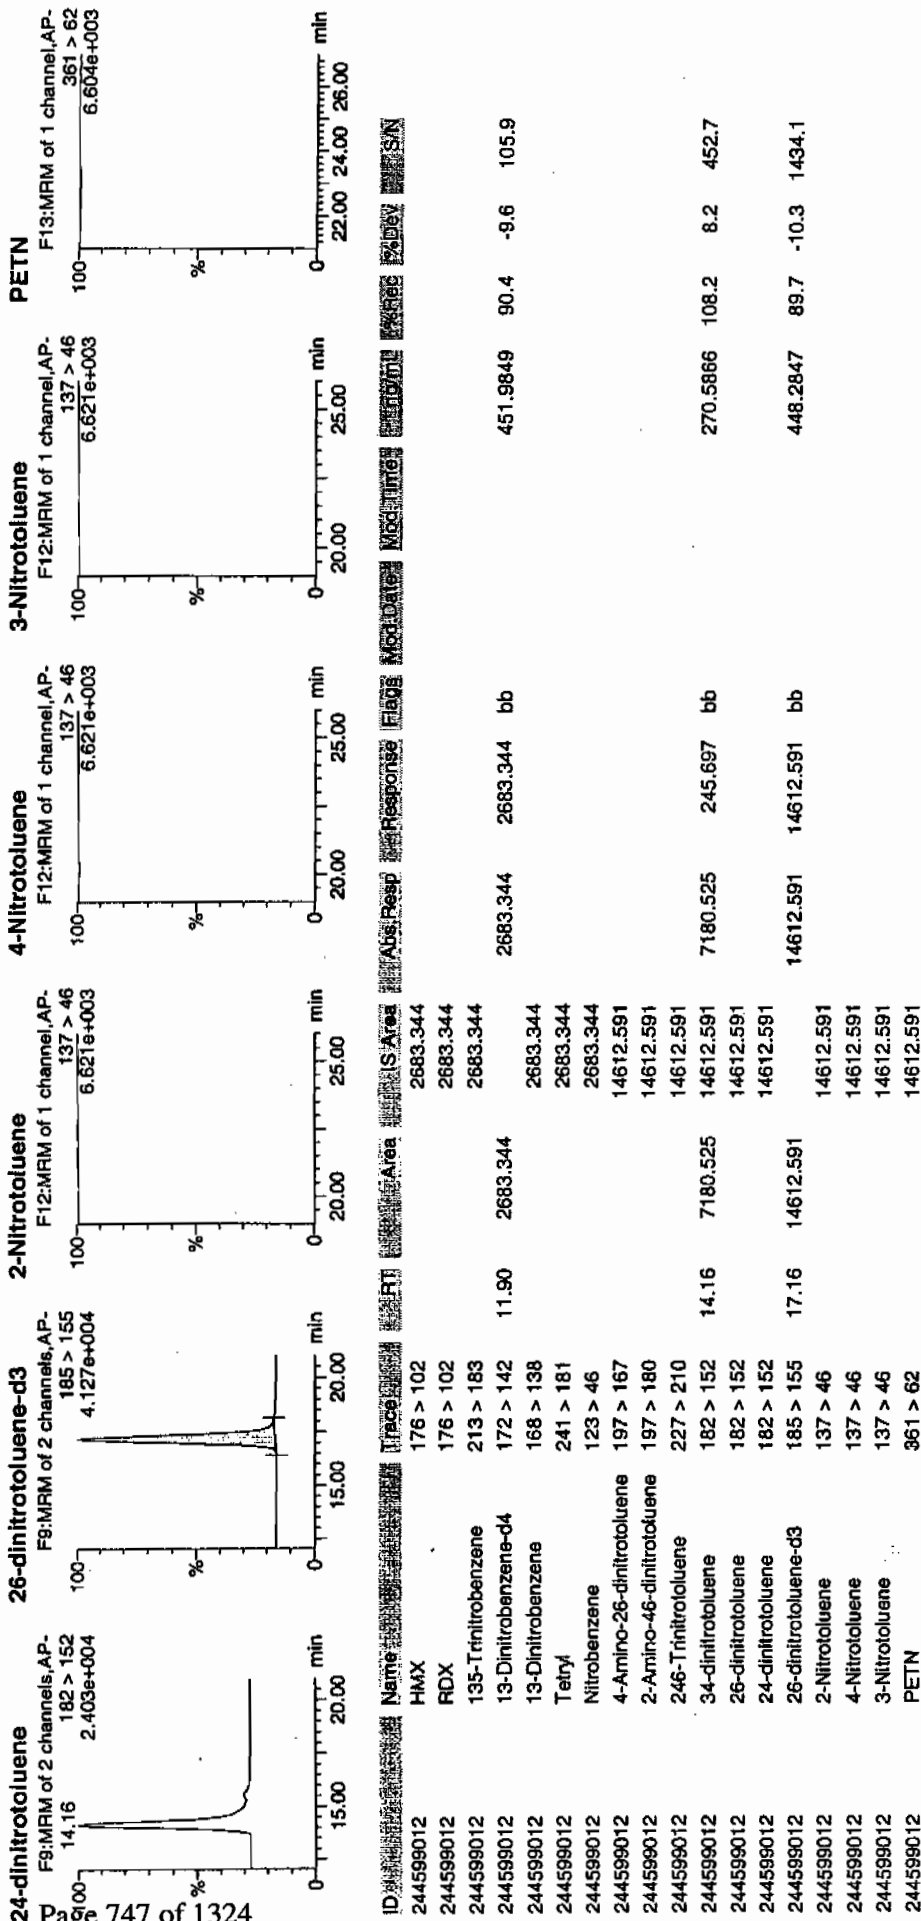 24-dinitrotoluene
F9:MRM of 2 channels,AP-
182 > 152
2.403e+004
14.16
100
%
0
15.00 20.00 min
26-dinitrotoluene-d3
F9:MRM of 2 channels,AP-
185 > 155
4.127e+004
100
%
0
15.00 20.00 min
2-Nitrotoluene
F12:MRM of 1 channel,AP-
137 > 46
6.621e+003
100
%
0
20.00 25.00 min
4-Nitrotoluene
F12:MRM of 1 channel,AP-
137 > 46
6.621e+003
100
%
0
20.00 25.00 min
3-Nitrotoluene
F12:MRM of 1 channel,AP-
137 > 46
6.621e+003
100
%
0
20.00 25.00 min
PETN
F13:MRM of 1 channel,AP-
361 > 62
6.604e+003
100
%
0
22.00 24.00 26.00 min
ID Name Trace RT Area IS Area Abs.Resp Response Flags Mod.Date Mod.Time ng/mL %Rec %Dev S/N
244599012 HMX 176 > 102 2683.344
244599012 RDX 176 > 102 2683.344
244599012 135-Trinitrobenzene 213 > 183 2683.344
244599012 13-Dinitrobenzene-d4 172 > 142 11.90 2683.344 2683.344 2683.344 bb 451.9849 90.4 -9.6 105.9
244599012 13-Dinitrobenzene 168 > 138 2683.344
244599012 Tetryl 241 > 181 2683.344
244599012 Nitrobenzene 123 > 46 2683.344
244599012 4-Amino-26-dinitrotoluene 197 > 167 14612.591
244599012 2-Amino-46-dinitrotoluene 197 > 180 14612.591
244599012 246-Trinitrotoluene 227 > 210 14612.591
244599012 34-dinitrotoluene 182 > 152 14.16 7180.525 14612.591 7180.525 245.697 bb 270.5866 108.2 8.2 452.7
244599012 26-dinitrotoluene 182 > 152 14612.591
244599012 24-dinitrotoluene 182 > 152 14612.591
244599012 26-dinitrotoluene-d3 185 > 155 17.16 14612.591 14612.591 14612.591 bb 448.2847 89.7 -10.3 1434.1
244599012 2-Nitrotoluene 137 > 46 14612.591
244599012 4-Nitrotoluene 137 > 46 14612.591
244599012 3-Nitrotoluene 137 > 46 14612.591
244599012 PETN 361 > 62 14612.591
Page 747 of 1324